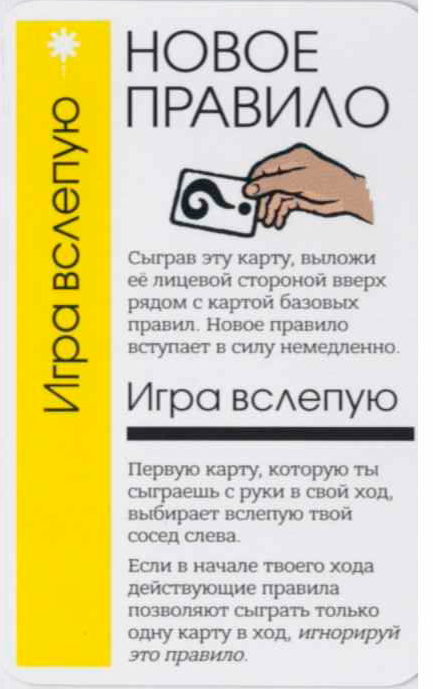 Игра вслепую
НОВОЕ
ПРАВИЛО
?
Сыграв эту карту, выложи
её лицевой стороной вверх
рядом с картой базовых
правил. Новое правило
вступает в силу немедленно.
Игра вслепую
Первую карту, которую ты
сыграешь с руки в свой ход,
выбирает вслепую твой
сосед слева.
Если в начале твоего хода
действующие правила
позволяют сыграть только
одну карту в ход, игнорируй
это правило.